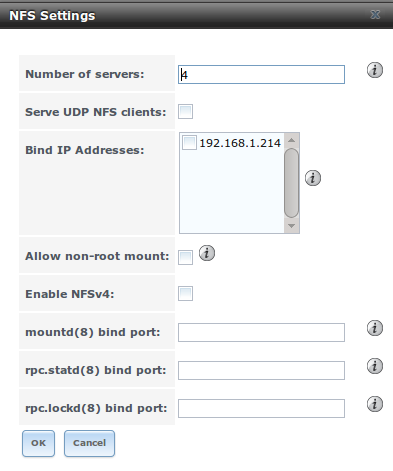 NFS Settings
Number of servers: 4
Serve UDP NFS clients:
Bind IP Addresses: 192.168.1.214
Allow non-root mount:
Enable NFSv4:
mountd(8) bind port:
rpc.statd(8) bind port:
rpc.lockd(8) bind port:
OK Cancel